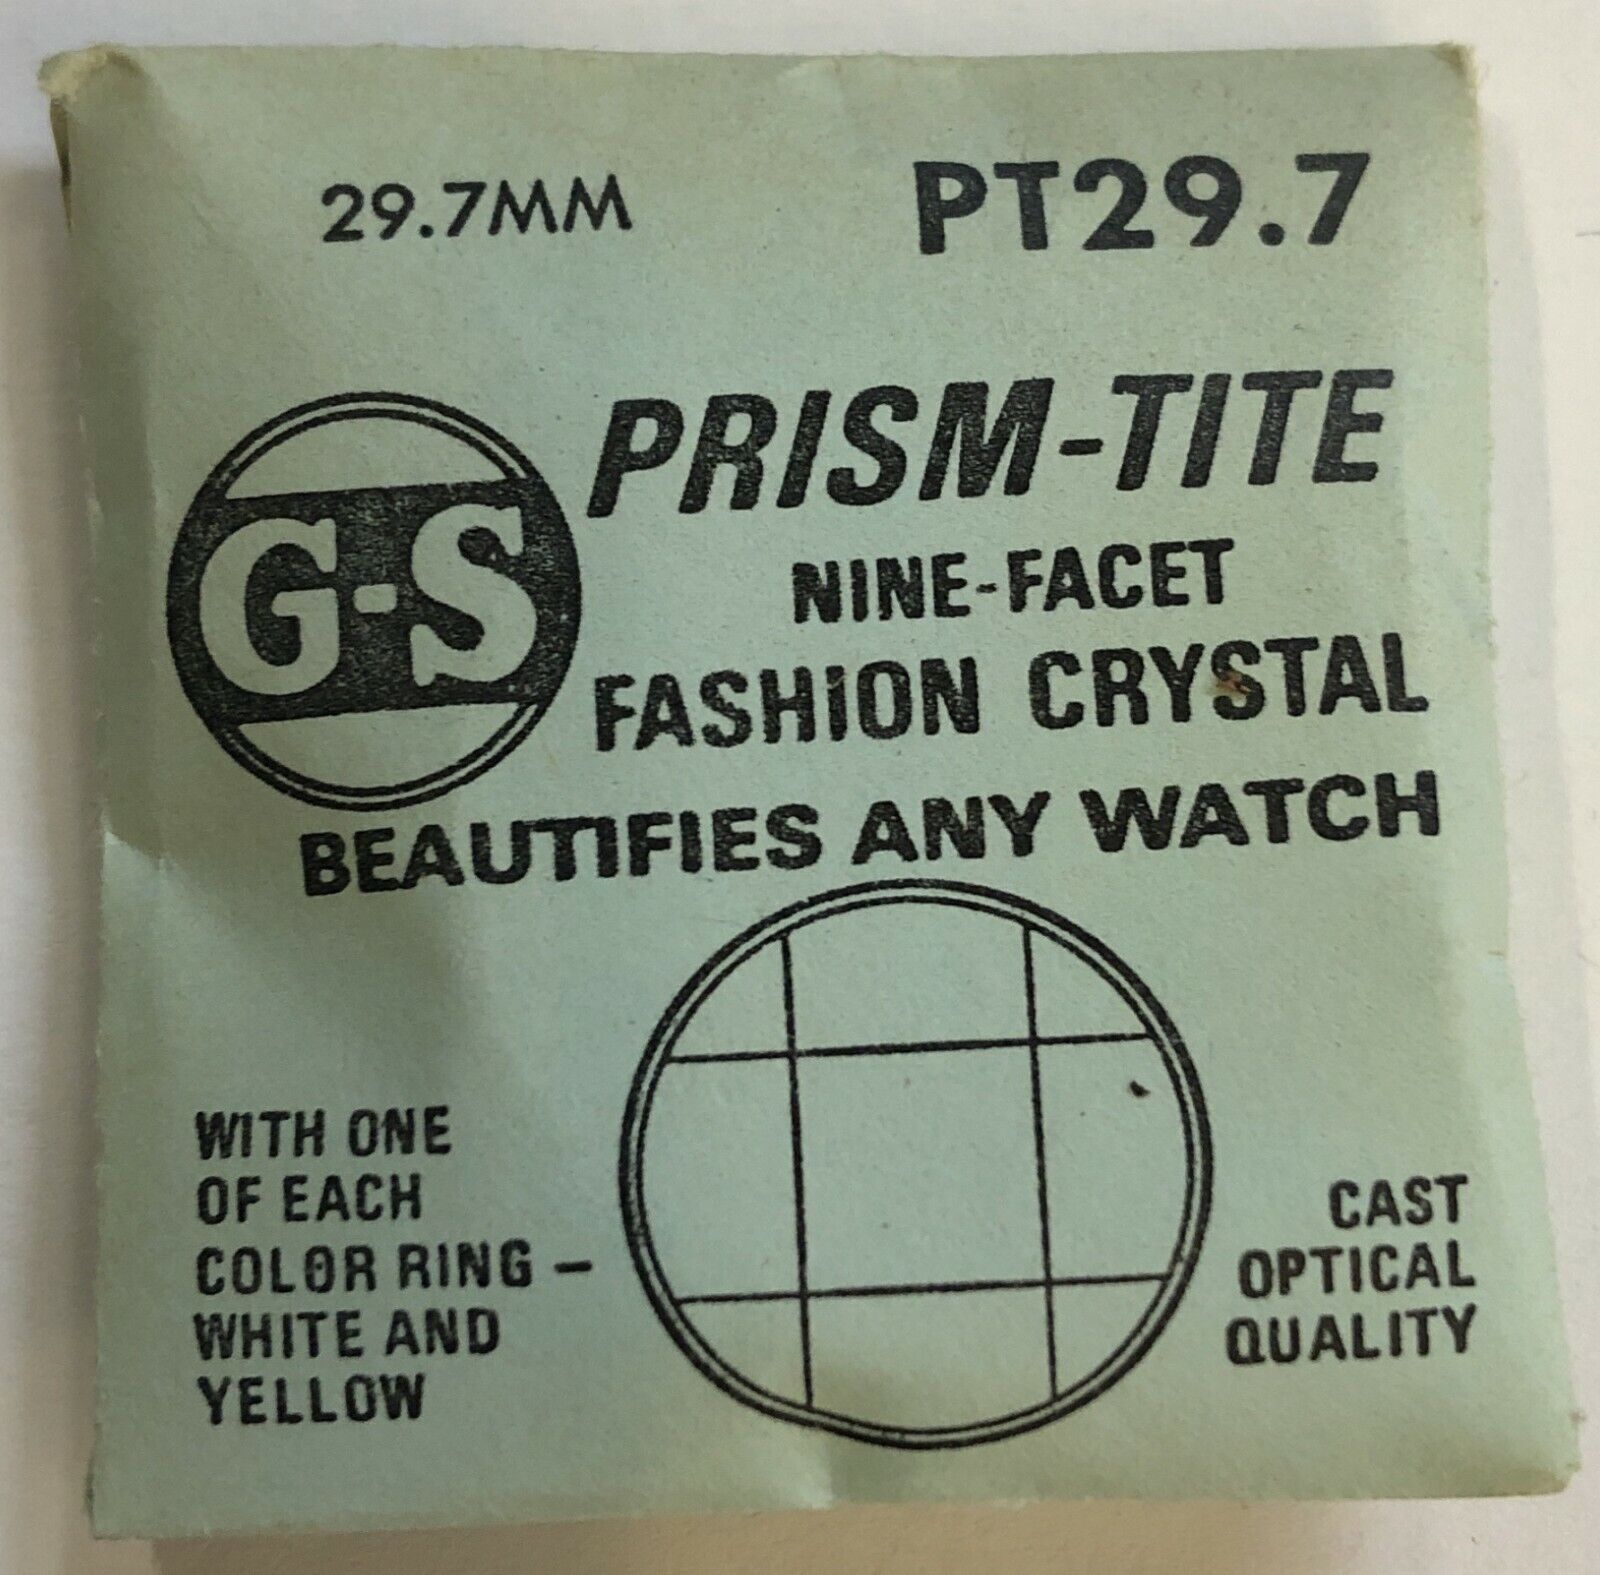 29.7MM
PT29.7
G-S
PRISM-TITE
NINE-FACET
FASHION CRYSTAL
BEAUTIFIES ANY WATCH
WITH ONE
OF EACH
COLOR RING -
WHITE AND
YELLOW
CAST
OPTICAL
QUALITY